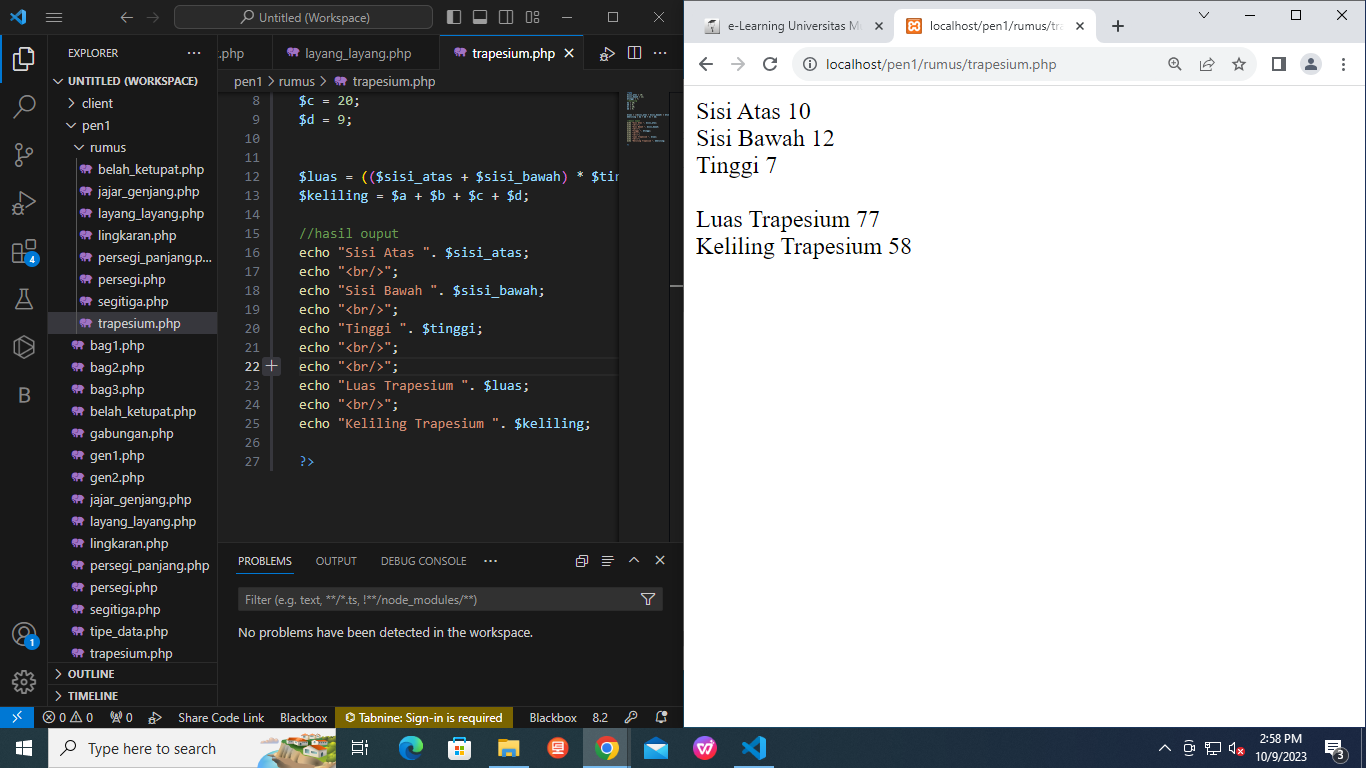 Untitled (Workspace)
EXPLORER
UNTITLED (WORKSPACE)
client
pen1
rumus
belah_ketupat.php
jajar_genjang.php
layang_layang.php
lingkaran.php
persegi_panjang.p...
persegi.php
segitiga.php
trapesium.php
bag1.php
bag2.php
bag3.php
belah_ketupat.php
gabungan.php
gen1.php
gen2.php
jajar_genjang.php
layang_layang.php
lingkaran.php
persegi_panjang.php
persegi.php
segitiga.php
tipe_data.php
trapesium.php
OUTLINE
TIMELINE
4
B
1
.php layang_layang.php trapesium.php
pen1 > rumus > trapesium.php
8 $c = 20;
9 $d = 9;
10
11
12 $luas = (($sisi_atas + $sisi_bawah) * $tin
13 $keliling = $a + $b + $c + $d;
14
15 //hasil ouput
16 echo "Sisi Atas ". $sisi_atas;
17 echo "<br/>";
18 echo "Sisi Bawah ". $sisi_bawah;
19 echo "<br/>";
20 echo "Tinggi ". $tinggi;
21 echo "<br/>";
22 echo "<br/>";
23 echo "Luas Trapesium ". $luas;
24 echo "<br/>";
25 echo "Keliling Trapesium ". $keliling;
26
27 ?>
PROBLEMS OUTPUT DEBUG CONSOLE ...
Filter (e.g. text, **/*.ts, !**/node_modules/**)
No problems have been detected in the workspace.
0 0 0 Share Code Link Blackbox Tabnine: Sign-in is required Blackbox 8.2
e-Learning Universitas Mu localhost/pen1/rumus/tra
localhost/pen1/rumus/trapesium.php
Sisi Atas 10
Sisi Bawah 12
Tinggi 7
Luas Trapesium 77
Keliling Trapesium 58
Type here to search
2:58 PM
10/9/2023
3